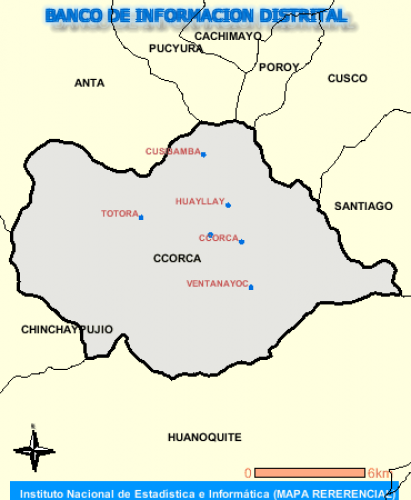 BANCO DE INFORMACION DISTRITAL
CACHIMAYO
PUCYURA
POROY
CUSCO
ANTA
CUSIBAMBA
HUAYLLAY
SANTIAGO
TOTORA
CCORCA
CCORCA
VENTANAYOC
CHINCHAYPUJIO
HUANOQUITE
0 6km
Instituto Nacional de Estadistica e Informática (MAPA RERERENCIAL)